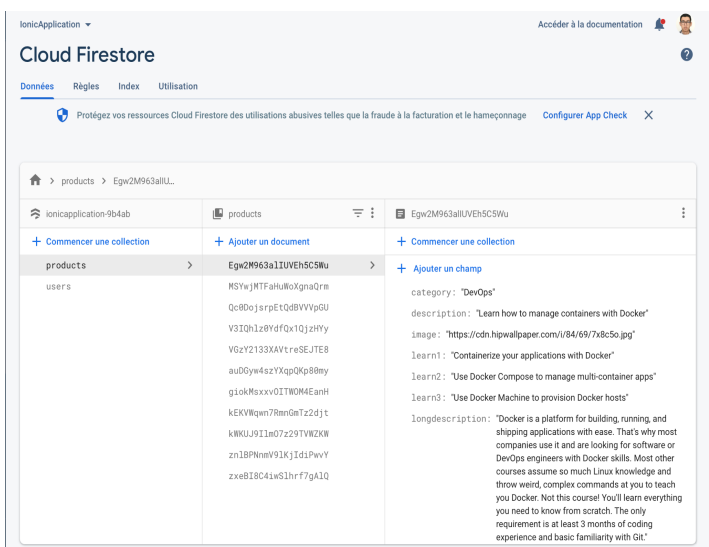 IonicApplication
Accéder à la documentation
Cloud Firestore
Données Règles Index Utilisation
Protégez vos ressources Cloud Firestore des utilisations abusives telles que la fraude à la facturation et le hameçonnage Configurer App Check
products > Egw2M963allU...
ionicapplication-9b4ab
+ Commencer une collection
products
users
products
+ Ajouter un document
Egw2M963alIUVEh5C5Wu
MSYwjMTFaHuWoXgnaQrm
Qc0DojsrpEtQdBVVVpGU
V3IQhlz0YdfQx1QjzHYy
VGzY2133XAVtreSEJTE8
auDGyw4szYXqpQKp80my
giokMsxxvOITWOM4EanH
kEKVWqwn7RmnGmTz2djt
kWKUJ9IlmO7z29TVWZKW
znlBPNnmV9lKjIdiPwvY
zxeBI8C4iwSlhrf7gAlQ
Egw2M963alIUVEh5C5Wu
+ Commencer une collection
+ Ajouter un champ
category: "DevOps"
description: "Learn how to manage containers with Docker"
image: "https://cdn.hipwallpaper.com/i/84/69/7x8c5o.jpg"
learn1: "Containerize your applications with Docker"
learn2: "Use Docker Compose to manage multi-container apps"
learn3: "Use Docker Machine to provision Docker hosts"
longdescription: "Docker is a platform for building, running, and
shipping applications with ease. That's why most
companies use it and are looking for software or
DevOps engineers with Docker skills. Most other
courses assume so much Linux knowledge and
throw weird, complex commands at you to teach
you Docker. Not this course! You'll learn everything
you need to know from scratch. The only
requirement is at least 3 months of coding
experience and basic familiarity with Git."